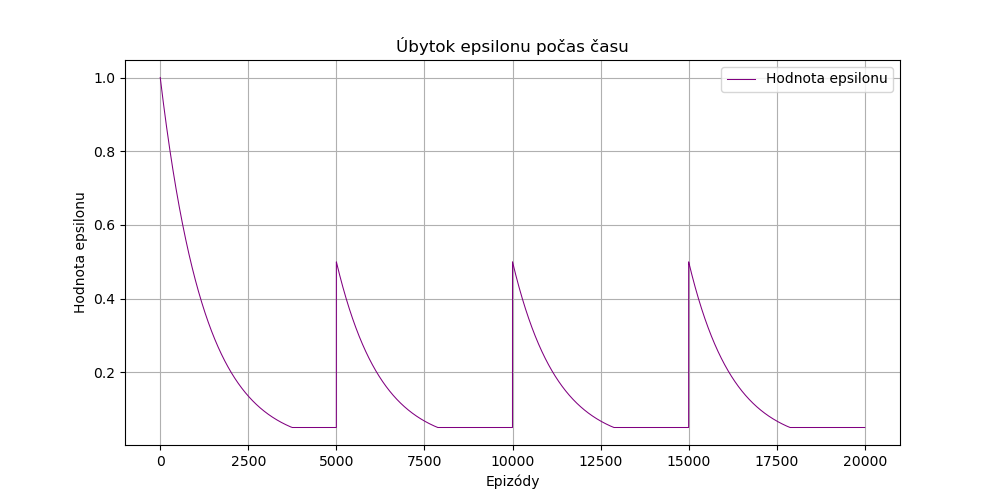 Úbytok epsilonu počas času
Hodnota epsilonu
Hodnota epsilonu
1.0
0.8
0.6
0.4
0.2
0 2500 5000 7500 10000 12500 15000 17500 20000
Epizódy